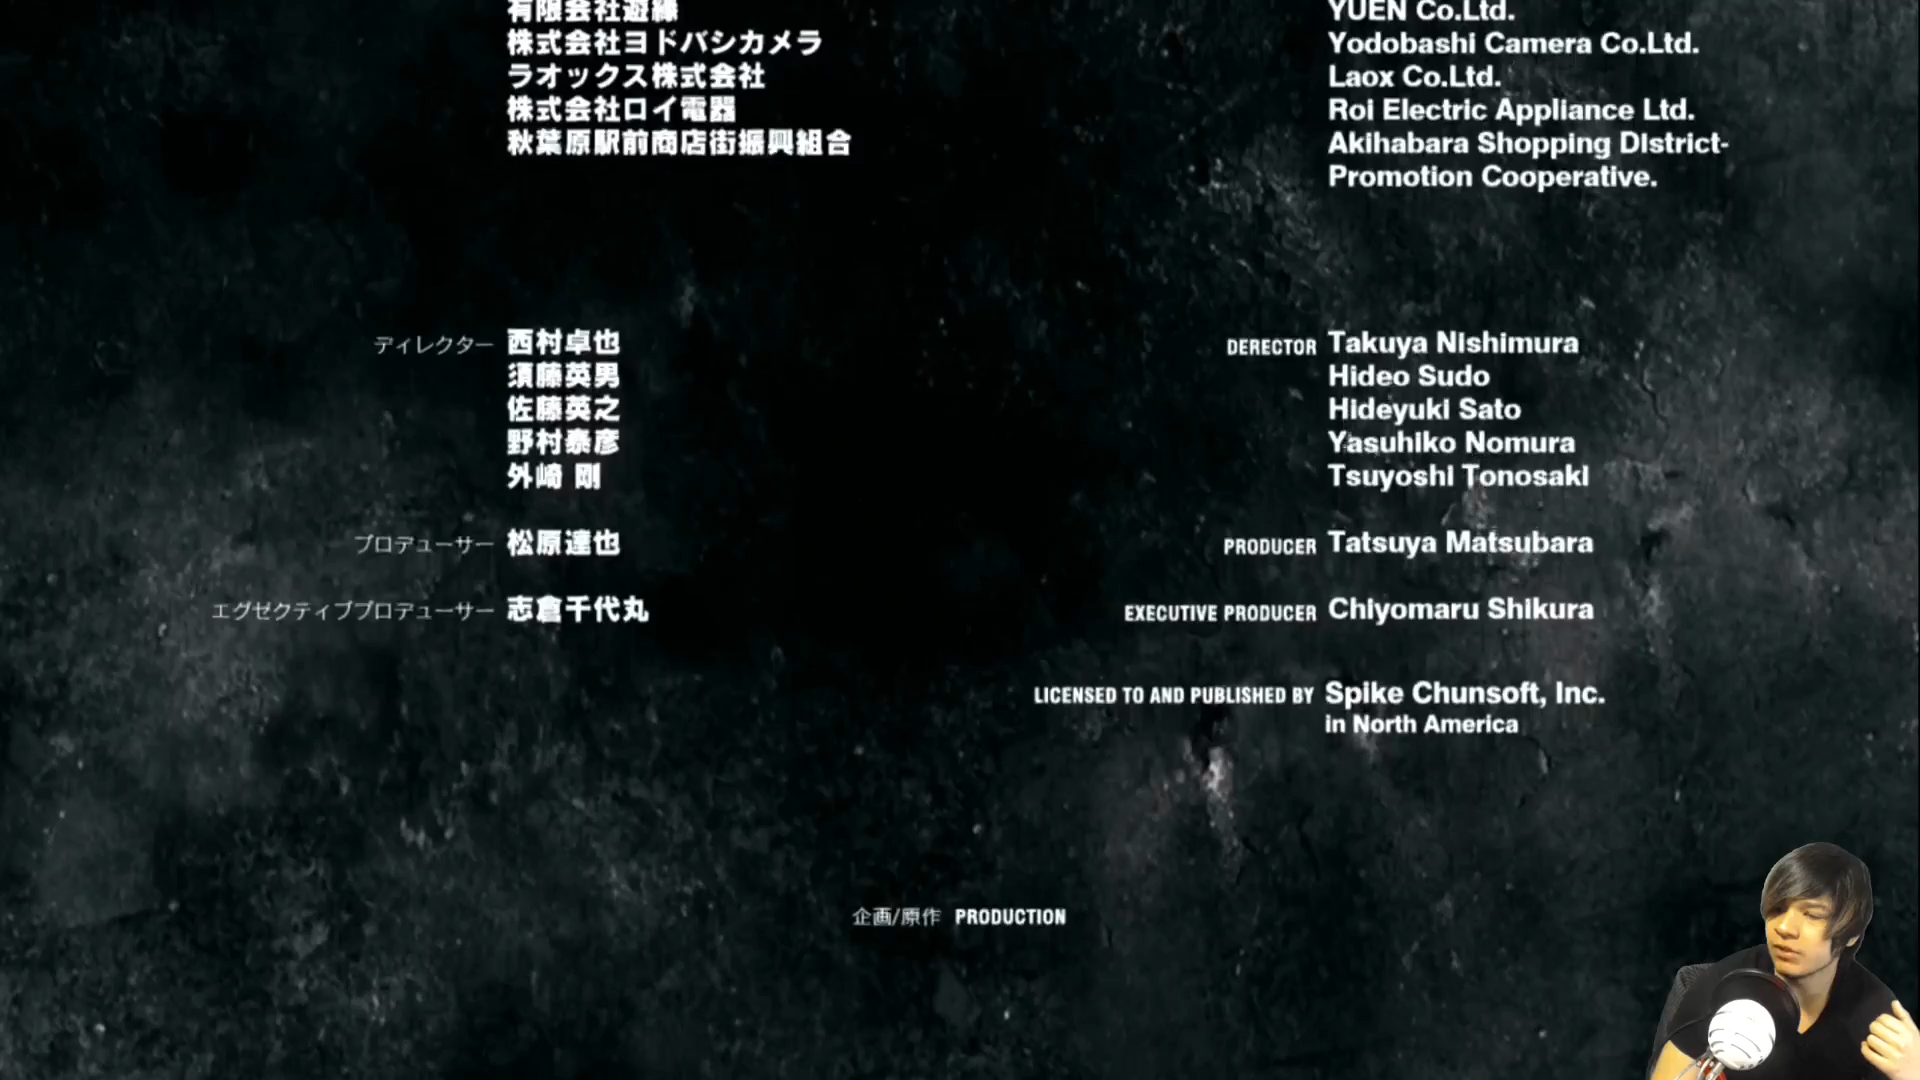 有限会社遊縁
株式会社ヨドバシカメラ
ラオックス株式会社
株式会社ロイ電器
秋葉原駅前商店街振興組合
YUEN Co.Ltd.
Yodobashi Camera Co.Ltd.
Laox Co.Ltd.
Roi Electric Appliance Ltd.
Akihabara Shopping DIstrict-
Promotion Cooperative.
ディレクター 西村卓也
須藤英男
佐藤英之
野村泰彦
外崎 剛
プロデューサー 松原達也
エグゼクティブプロデューサー 志倉千代丸
DERECTOR Takuya NIshimura
Hideo Sudo
Hideyuki Sato
Yasuhiko Nomura
Tsuyoshi TonosakI
PRODUCER Tatsuya Matsubara
EXECUTIVE PRODUCER Chiyomaru Shikura
LICENSED TO AND PUBLISHED BY Spike Chunsoft, Inc.
in North America
企画/原作 PRODUCTION